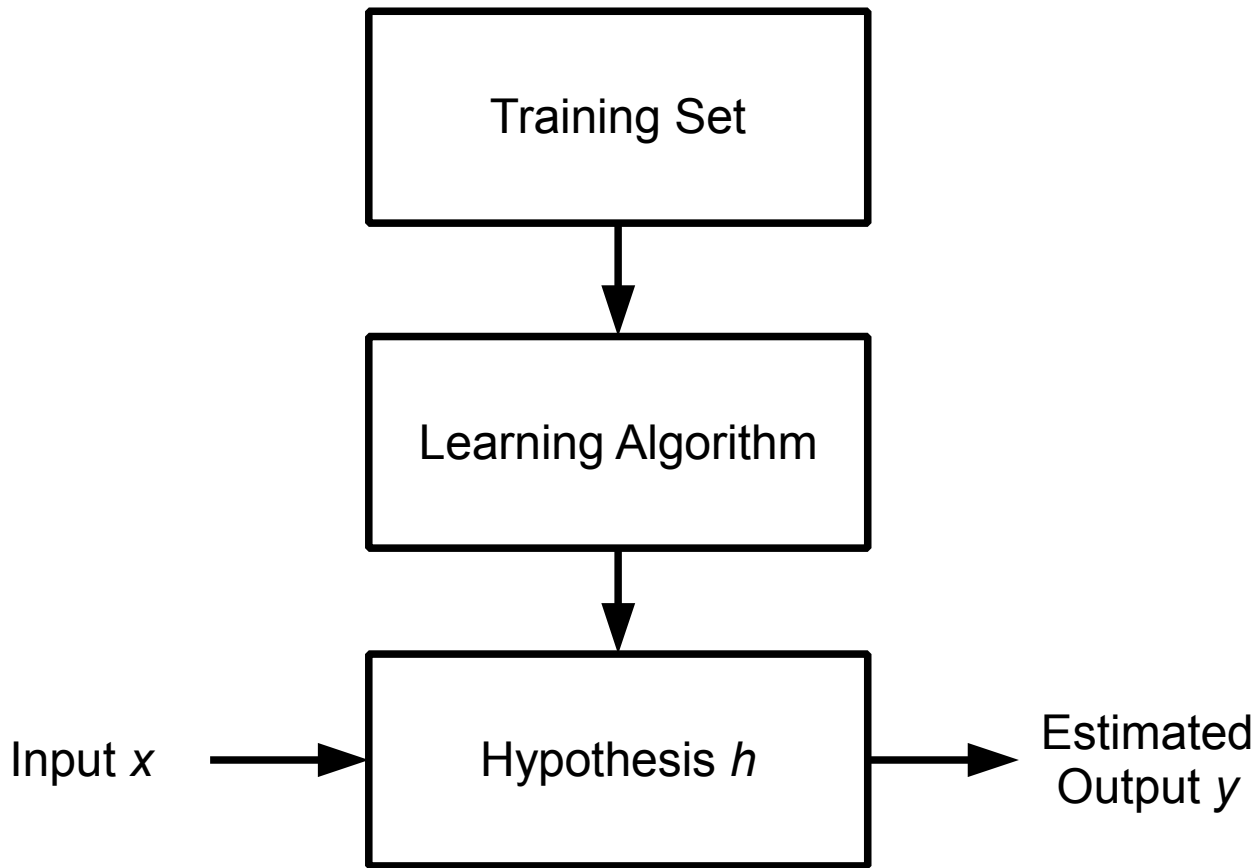 Training Set
Learning Algorithm
Input x
Hypothesis h
Estimated
Output y